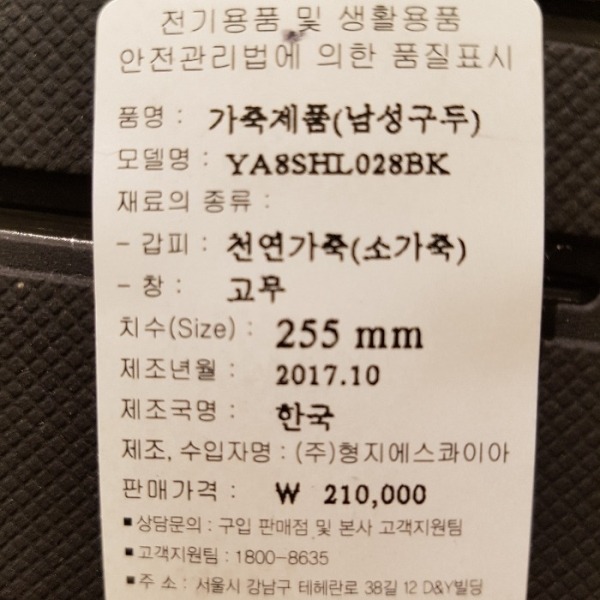 전기용품 및 생활용품
안전관리법에 의한 품질표시
품명 : 가죽제품(남성구두)
모델명 : YA8SHL028BK
재료의 종류 :
- 갑피 : 천연가죽(소가죽)
- 창 : 고무
치수(Size) : 255 mm
제조년월 : 2017.10
제조국명 : 한국
제조, 수입자명 : (주)형지에스콰이아
판매가격 : ₩ 210,000
■ 상담문의 : 구입 판매점 및 본사 고객지원팀
■ 고객지원팀 : 1800-8635
■ 주 소 : 서울시 강남구 테헤란로 38길 12 D&Y빌딩